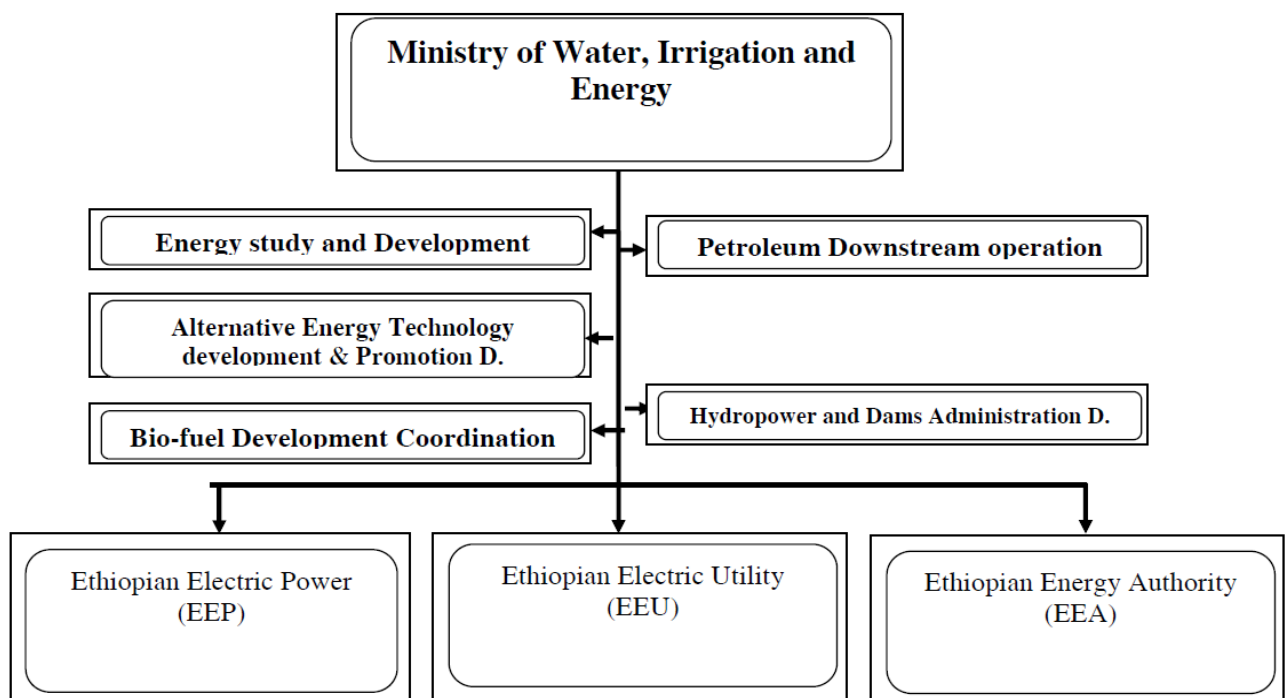 Ministry of Water, Irrigation and
Energy
Energy study and Development
Petroleum Downstream operation
Alternative Energy Technology
development & Promotion D.
Hydropower and Dams Administration D.
Bio-fuel Development Coordination
Ethiopian Electric Power
(EEP)
Ethiopian Electric Utility
(EEU)
Ethiopian Energy Authority
(EEA)